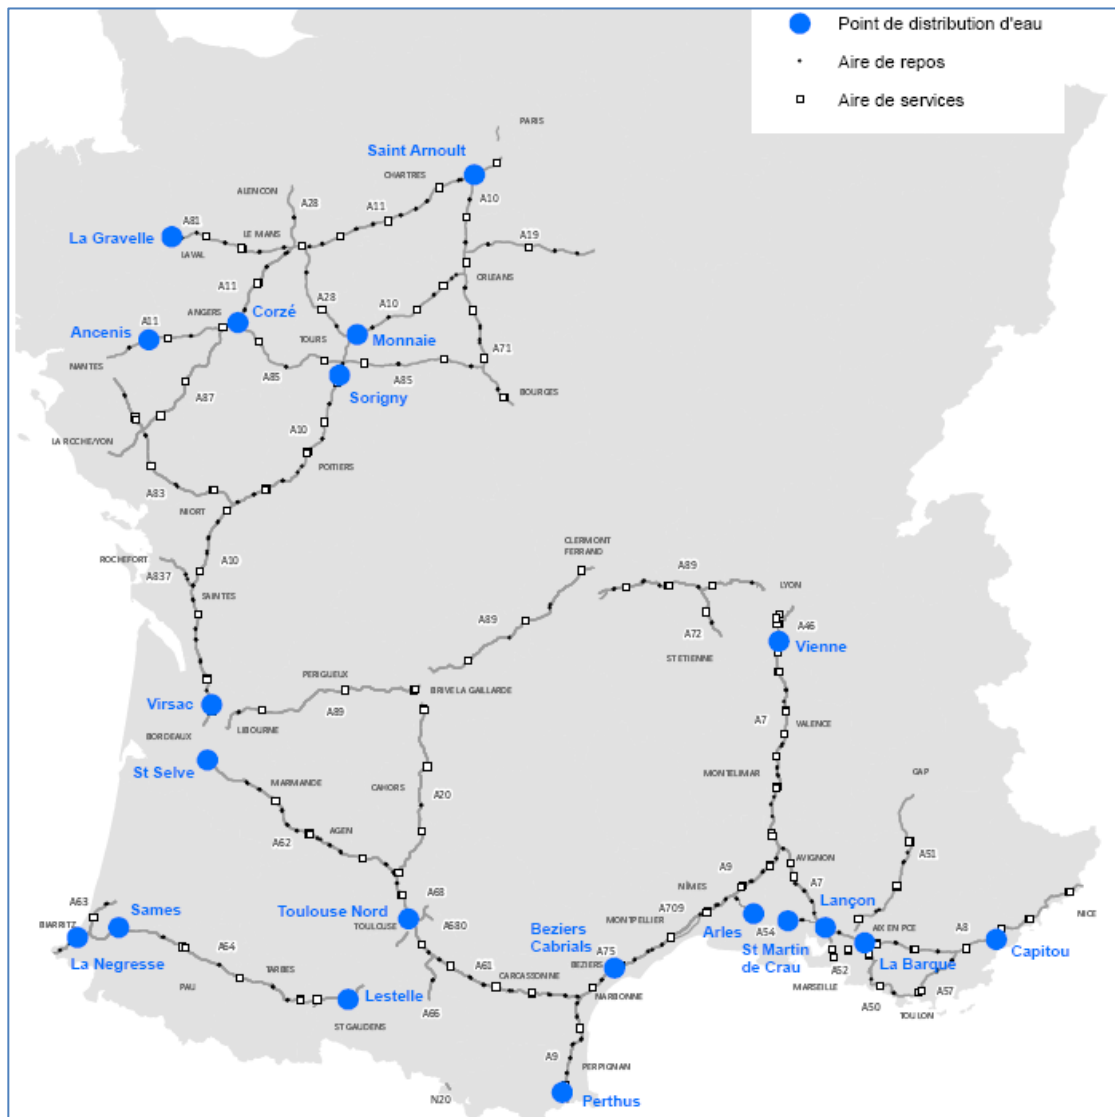 Point de distribution d'eau
Aire de repos
Aire de services
PARIS
Saint Arnoult
CHARTRES
ALENCON
A28
A11
A10
A81
La Gravelle
LE MANS
LAVAL
A19
ORLEANS
A11
A28
A10
ANGERS
Corzé
Ancenis
A11
TOURS
Monnaie
NANTES
A85
A85
A71
A87
Sorigny
BOURGES
A10
LA ROCHE/YON
POITIERS
A83
NIORT
ROCHEFORT
A10
A837
SAINTES
CLERMONT
FERRAND
A89
LYON
A89
A46
A72
Vienne
ST ETIENNE
PERIGUEUX
BRIVE LA GAILLARDE
Virsac
A89
LIBOURNE
A7
VALENCE
BORDEAUX
St Selve
MONTELIMAR
GAP
MARMANDE
CAHORS
A20
AGEN
A62
A51
AVIGNON
A9
A7
NÎMES
A63
A68
Sames
Toulouse Nord
A709
Lançon
MONTPELLIER
BIARRITZ
A680
TOULOUSE
Beziers
Cabrials
Arles
A54
AIX EN PCE
A8
NICE
La Negresse
A64
A75
St Martin
de Crau
La Barque
Capitou
BEZIERS
TARBES
A61
CARCASSONNE
A52
PAU
MARSEILLE
A57
Lestelle
NARBONNE
A50
A66
TOULON
ST GAUDENS
A9
PERPIGNAN
N20
Perthus